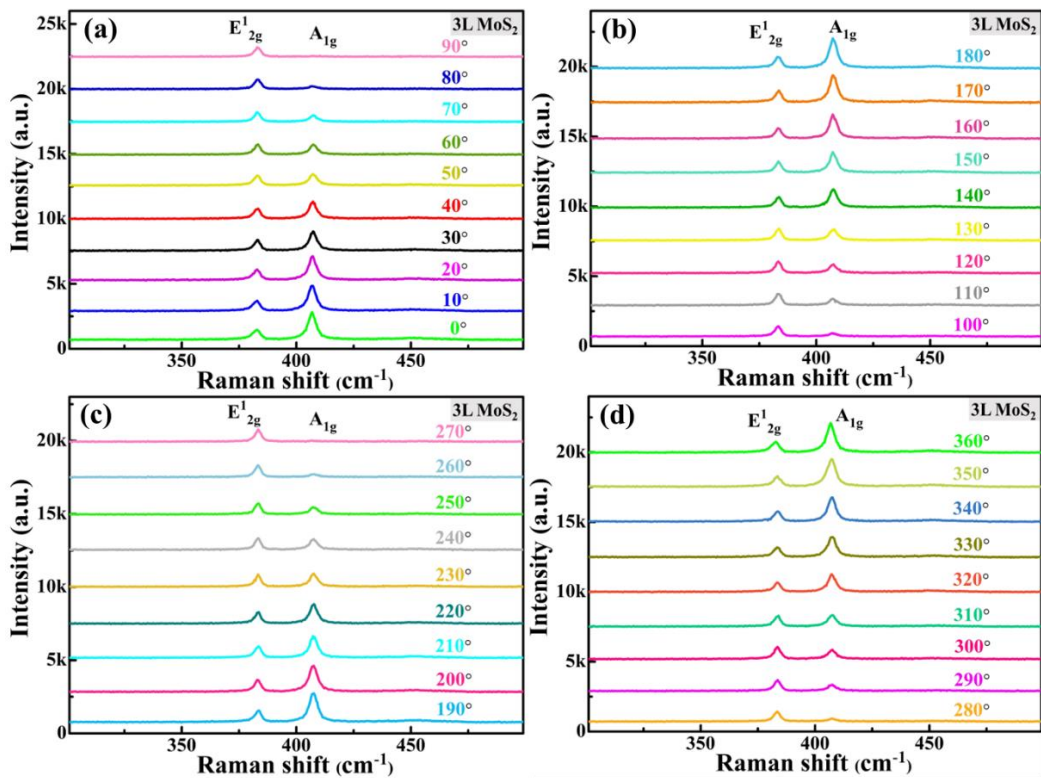 (a)
E¹₂g
A₁g
3L MoS₂
25k
20k
15k
10k
5k
0
Intensity (a.u.)
90°
80°
70°
60°
50°
40°
30°
20°
10°
0°
350
400
450
Raman shift (cm⁻¹)
(b)
E¹₂g
A₁g
3L MoS₂
20k
15k
10k
5k
0
Intensity (a.u.)
180°
170°
160°
150°
140°
130°
120°
110°
100°
350
400
450
Raman shift (cm⁻¹)
(c)
E¹₂g
A₁g
3L MoS₂
20k
15k
10k
5k
0
Intensity (a.u.)
270°
260°
250°
240°
230°
220°
210°
200°
190°
350
400
450
Raman shift (cm⁻¹)
(d)
E¹₂g
A₁g
3L MoS₂
20k
15k
10k
5k
0
Intensity (a.u.)
360°
350°
340°
330°
320°
310°
300°
290°
280°
350
400
450
Raman shift (cm⁻¹)